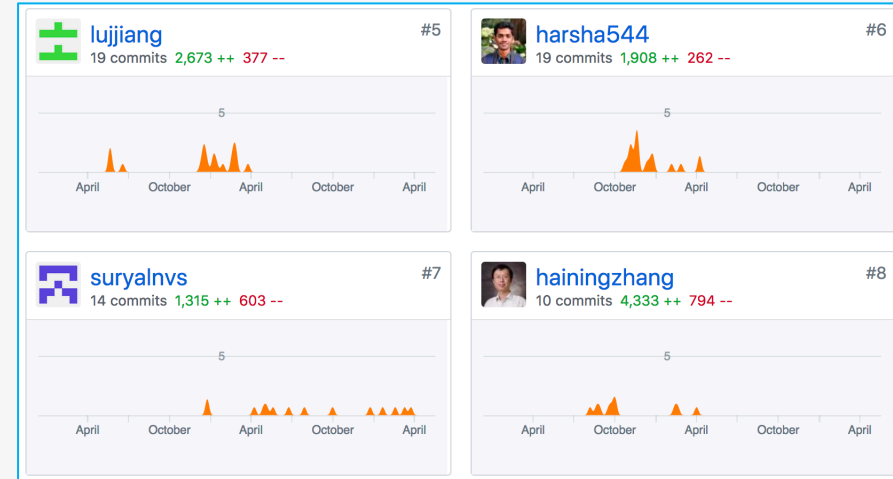 lujjiang #5
19 commits 2,673 ++ 377 --
5
April October April October April
harsha544 #6
19 commits 1,908 ++ 262 --
5
April October April October April
suryalnvs #7
14 commits 1,315 ++ 603 --
5
April October April October April
hainingzhang #8
10 commits 4,333 ++ 794 --
5
April October April October April